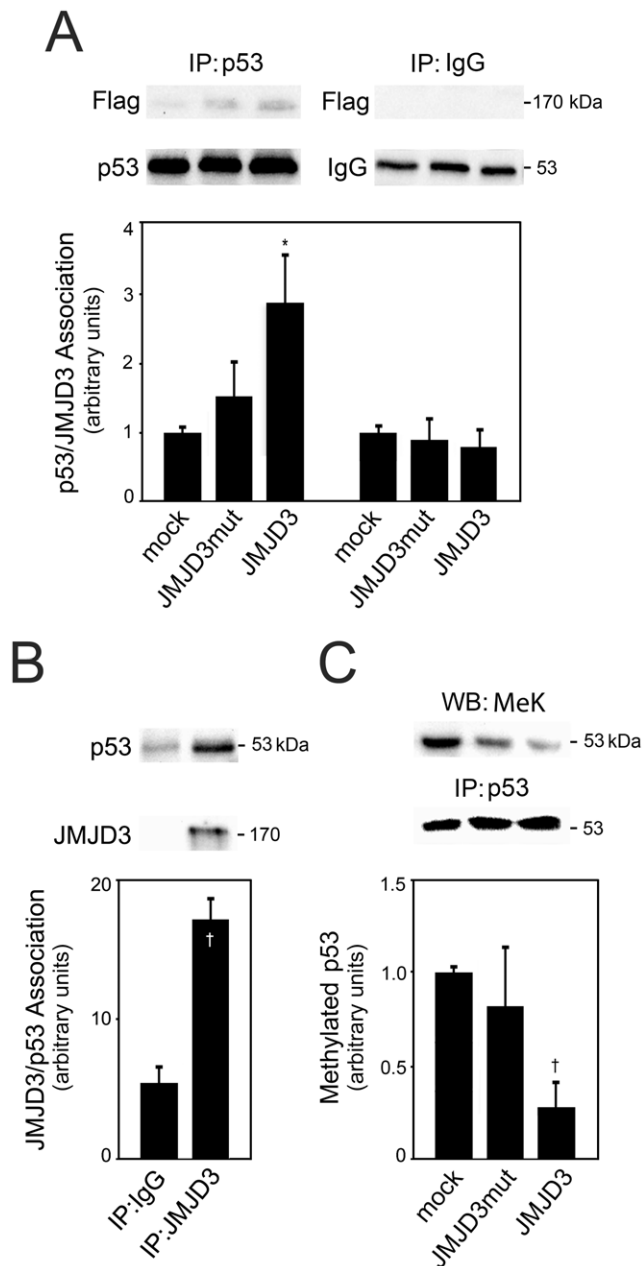 A
IP: p53 IP: IgG
Flag Flag -170 kDa
p53 IgG - 53
p53/JMJD3 Association
(arbitrary units)
4
3
2
1
0
*
mock JMJD3mut JMJD3 mock JMJD3mut JMJD3
B
p53 - 53 kDa
JMJD3 - 170
JMJD3/p53 Association
(arbitrary units)
20
10
0
†
IP:IgG IP:JMJD3
C
WB: MeK
- 53 kDa
IP: p53
- 53
Methylated p53
(arbitrary units)
1.5
1.0
0.5
0.0
†
mock JMJD3mut JMJD3